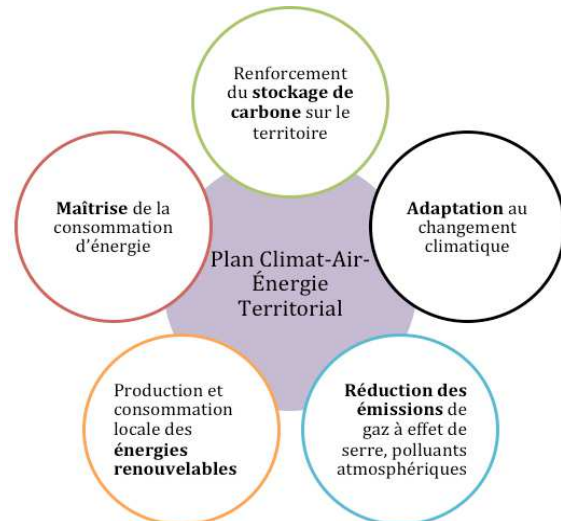 Renforcement
du stockage de
carbone sur le
territoire
Maîtrise de la
consommation
d'énergie
Adaptation au
changement
climatique
Plan Climat-Air-
Énergie
Territorial
Production et
consommation
locale des
énergies
renouvelables
Réduction des
émissions de
gaz à effet de
serre, polluants
atmosphériques